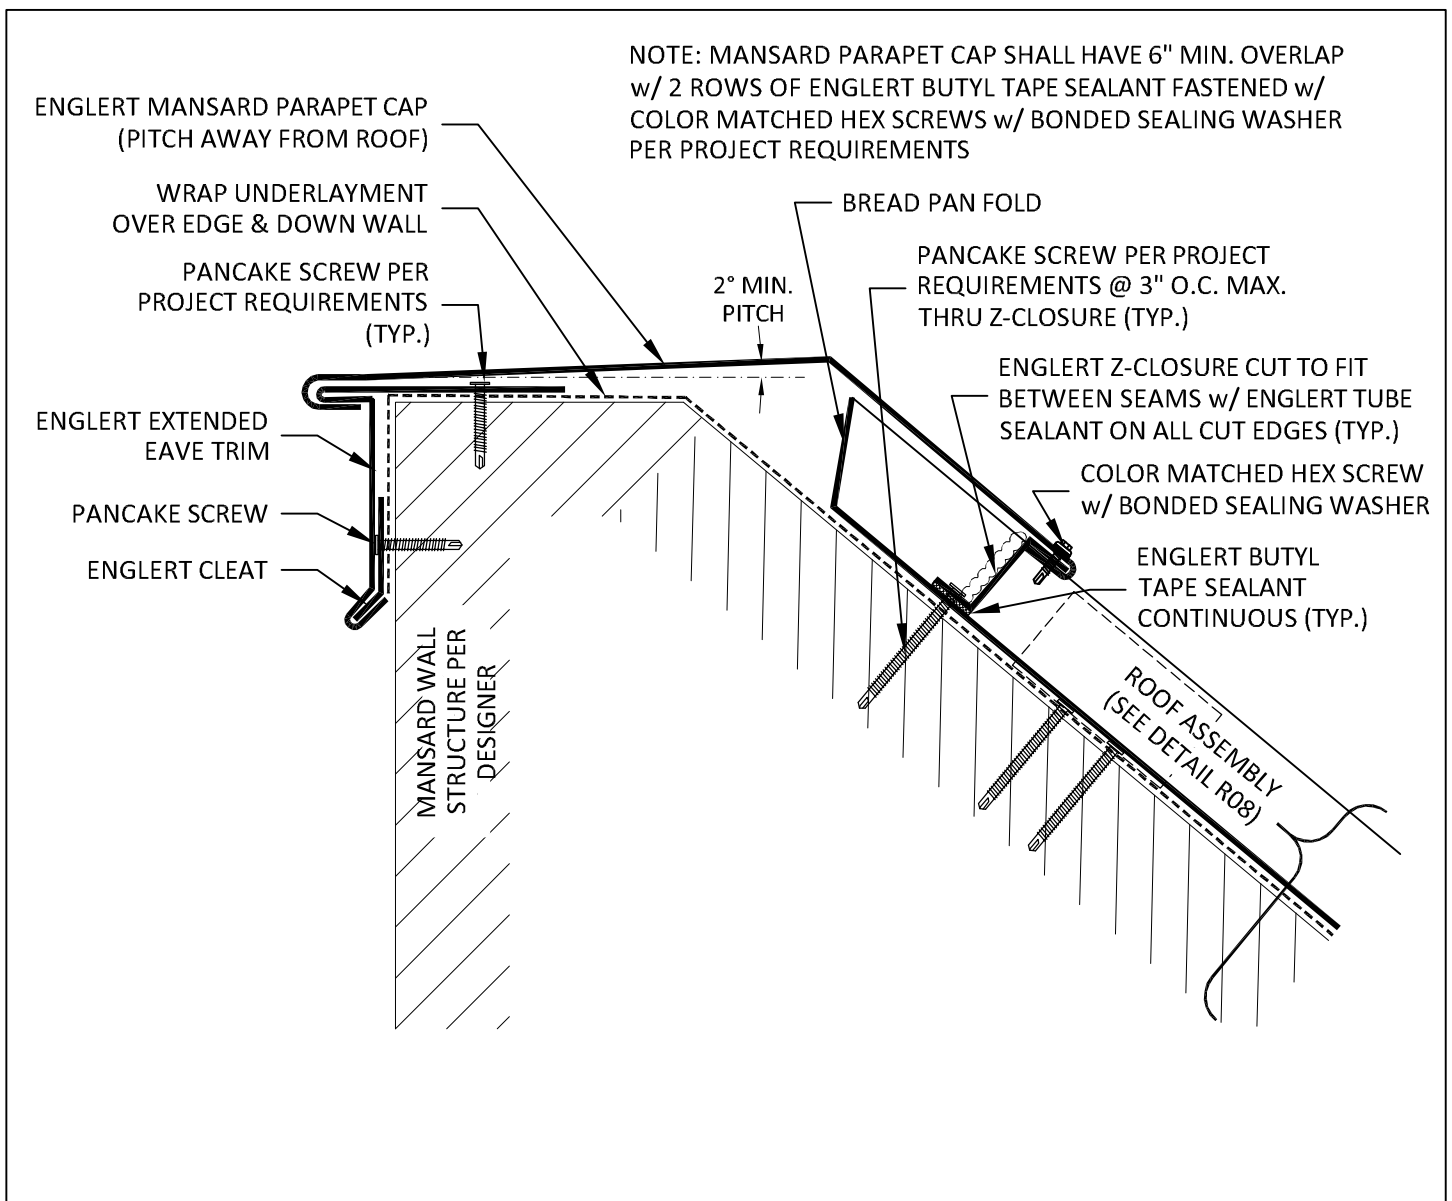 NOTE: MANSARD PARAPET CAP SHALL HAVE 6" MIN. OVERLAP
w/ 2 ROWS OF ENGLERT BUTYL TAPE SEALANT FASTENED w/
COLOR MATCHED HEX SCREWS w/ BONDED SEALING WASHER
PER PROJECT REQUIREMENTS
ENGLERT MANSARD PARAPET CAP
(PITCH AWAY FROM ROOF)
WRAP UNDERLAYMENT
OVER EDGE & DOWN WALL
PANCAKE SCREW PER
PROJECT REQUIREMENTS
(TYP.)
ENGLERT EXTENDED
EAVE TRIM
PANCAKE SCREW
ENGLERT CLEAT
2° MIN.
PITCH
BREAD PAN FOLD
PANCAKE SCREW PER PROJECT
REQUIREMENTS @ 3" O.C. MAX.
THRU Z-CLOSURE (TYP.)
ENGLERT Z-CLOSURE CUT TO FIT
BETWEEN SEAMS w/ ENGLERT TUBE
SEALANT ON ALL CUT EDGES (TYP.)
COLOR MATCHED HEX SCREW
w/ BONDED SEALING WASHER
ENGLERT BUTYL
TAPE SEALANT
CONTINUOUS (TYP.)
ROOF ASSEMBLY
(SEE DETAIL R08)
MANSARD WALL
STRUCTURE PER
DESIGNER